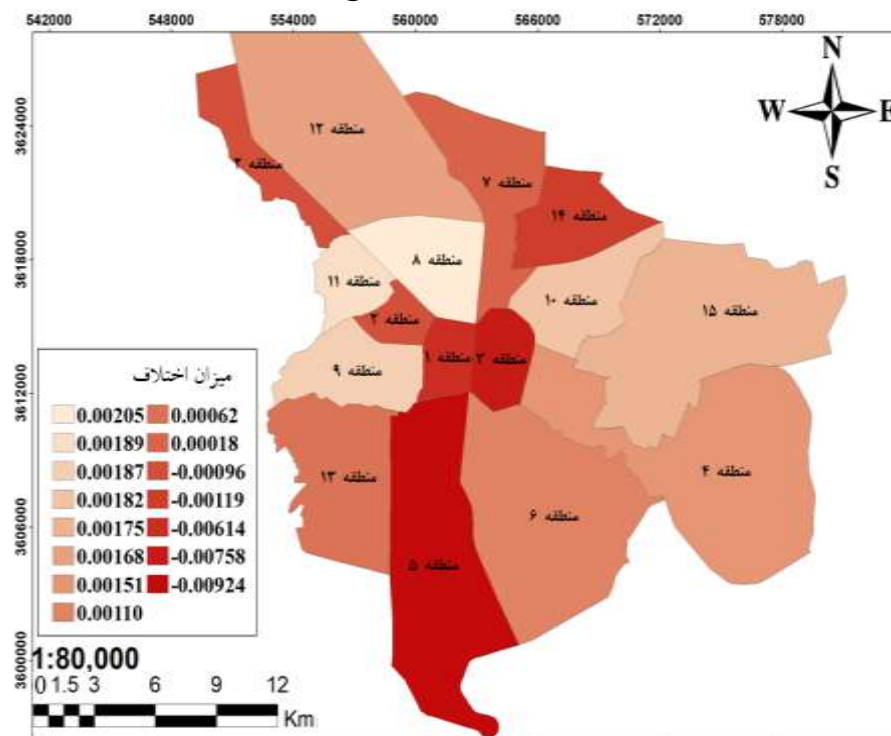 542000 548000 554000 560000 566000 572000 578000
N
W E
S
3624000
3618000
3612000
3606000
3600000
منطقه ۱۲
منطقه ۲
منطقه ۷
منطقه ۱۴
منطقه ۸
منطقه ۱۱
منطقه ۱۰
منطقه ۱۵
منطقه ۲
منطقه ۱
منطقه ۳
منطقه ۹
منطقه ۴
منطقه ۱۳
منطقه ۶
منطقه ۵
میزان اختلاف
0.00205 0.00062
0.00189 0.00018
0.00187 -0.00096
0.00182 -0.00119
0.00175 -0.00614
0.00168 -0.00758
0.00151 -0.00924
0.00110
1:80,000
0 1.5 3 6 9 12
Km